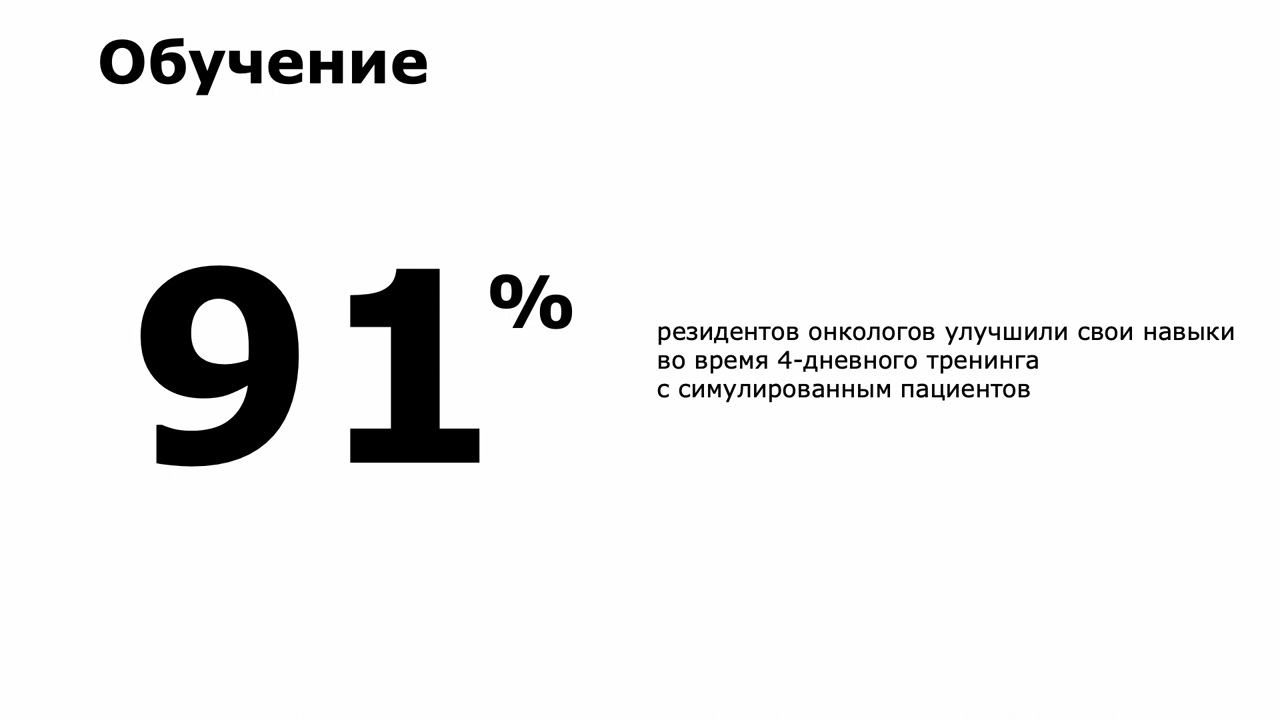 Обучение
91%
резидентов онкологов улучшили свои навыки
во время 4-дневного тренинга
с симулированным пациентов